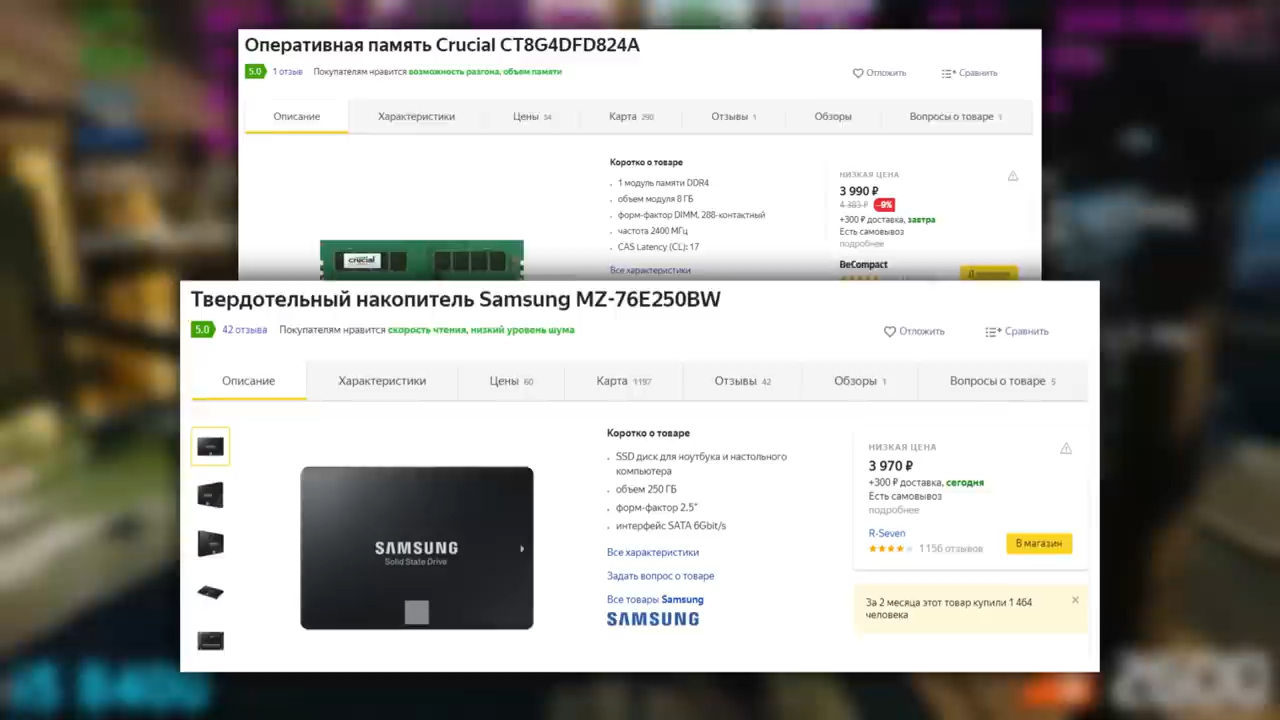 Оперативная память Crucial CT8G4DFD824A
5.0 1 отзыв Покупателям нравится возможность разгона, объем памяти
Отложить Сравнить
Описание Характеристики Цены 54 Карта 290 Отзывы 1 Обзоры Вопросы о товаре 1
Коротко о товаре
1 модуль памяти DDR4
объем модуля 8 ГБ
форм-фактор DIMM, 288-контактный
частота 2400 МГц
CAS Latency (CL): 17
Все характеристики
НИЗКАЯ ЦЕНА
3 990 ₽
4 383 ₽ -9%
+300 ₽ доставка, завтра
Есть самовывоз
подробнее
BeCompact
crucial
Твердотельный накопитель Samsung MZ-76E250BW
5.0 42 отзыва Покупателям нравится скорость чтения, низкий уровень шума
Отложить Сравнить
Описание Характеристики Цены 60 Карта 1197 Отзывы 42 Обзоры 1 Вопросы о товаре 5
SAMSUNG
Solid State Drive
Коротко о товаре
SSD диск для ноутбука и настольного
компьютера
объем 250 ГБ
форм-фактор 2.5"
интерфейс SATA 6Gbit/s
Все характеристики
Задать вопрос о товаре
Все товары Samsung
SAMSUNG
НИЗКАЯ ЦЕНА
3 970 ₽
+300 ₽ доставка, сегодня
Есть самовывоз
подробнее
R-Seven
1156 отзывов
В магазин
За 2 месяца этот товар купили 1 464
человека